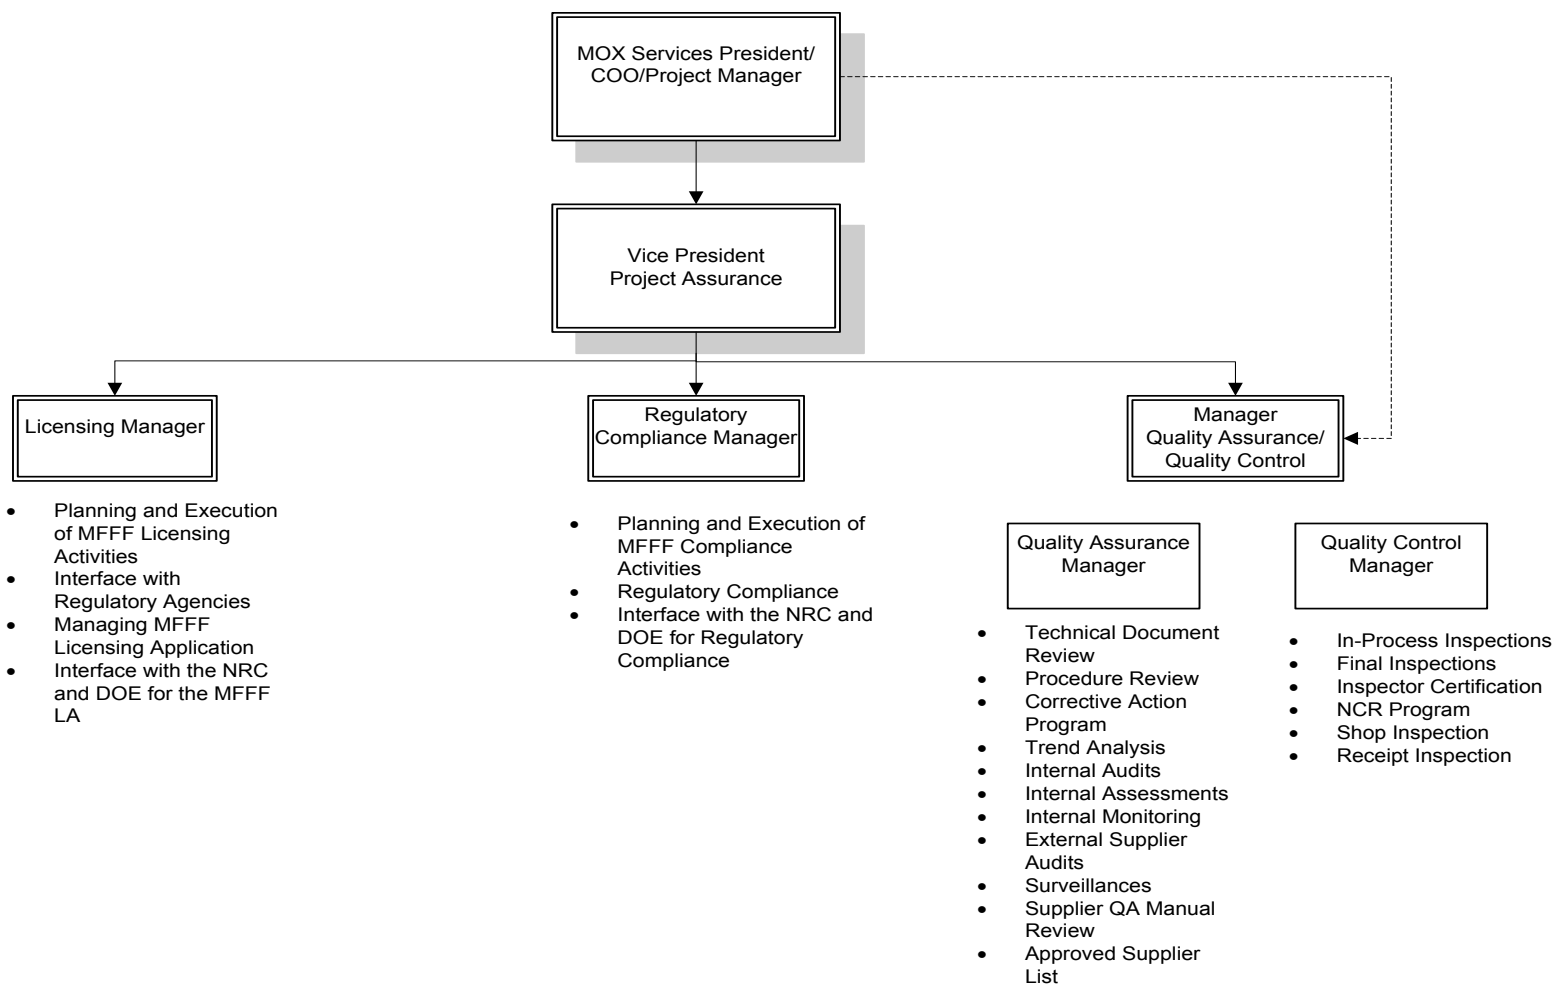 MOX Services President/
COO/Project Manager
Vice President
Project Assurance
Licensing Manager
• Planning and Execution
of MFFF Licensing
Activities
• Interface with
Regulatory Agencies
• Managing MFFF
Licensing Application
• Interface with the NRC
and DOE for the MFFF
LA
Regulatory
Compliance Manager
• Planning and Execution of
MFFF Compliance
Activities
• Regulatory Compliance
• Interface with the NRC and
DOE for Regulatory
Compliance
Manager
Quality Assurance/
Quality Control
Quality Assurance
Manager
• Technical Document
Review
• Procedure Review
• Corrective Action
Program
• Trend Analysis
• Internal Audits
• Internal Assessments
• Internal Monitoring
• External Supplier
Audits
• Surveillances
• Supplier QA Manual
Review
• Approved Supplier
List
Quality Control
Manager
• In-Process Inspections
• Final Inspections
• Inspector Certification
• NCR Program
• Shop Inspection
• Receipt Inspection